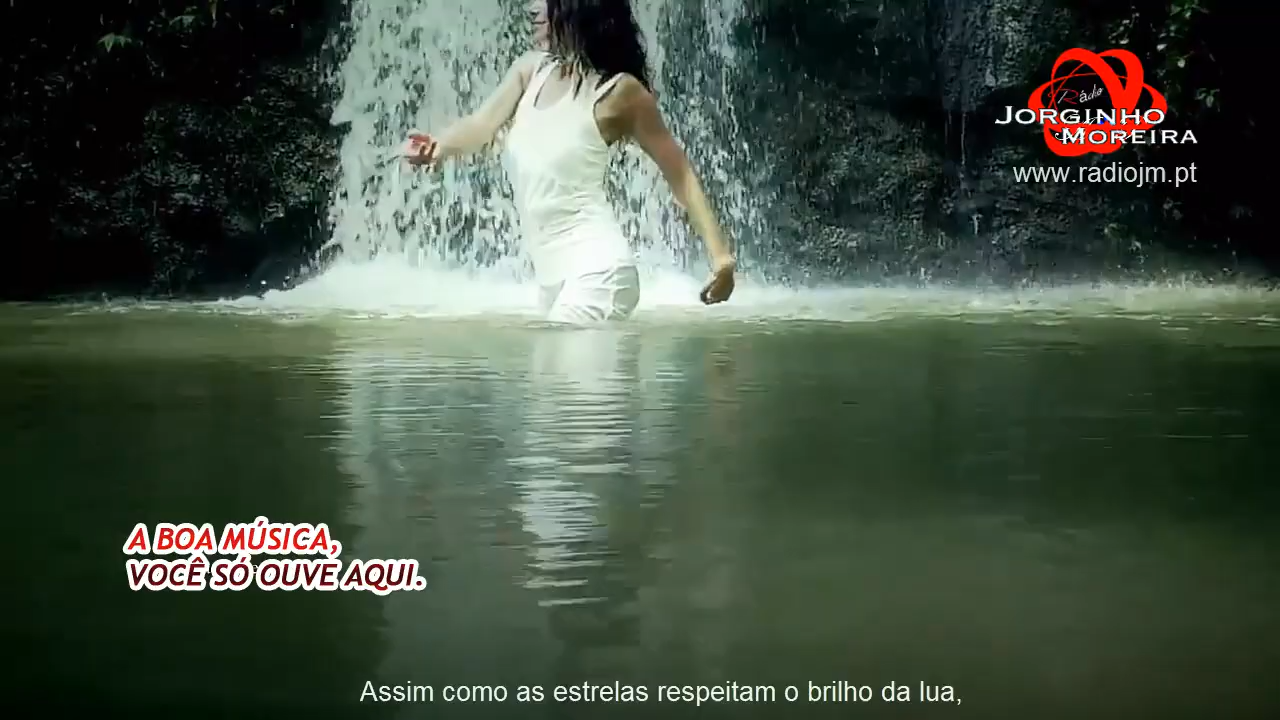 Rádio
JORGINHO
MOREIRA
www.radiojm.pt
A BOA MÚSICA,
VOCÊ SÓ OUVE AQUI.
Assim como as estrelas respeitam o brilho da lua,